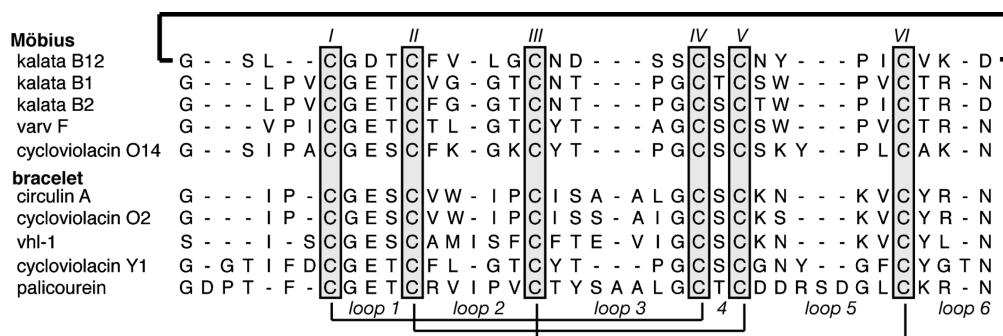 I II III IV V VI
Möbius
kalata B12 G - - S L - - C G D T C F V - L G C N D - - - S S C S C N Y - - P I C V K - D
kalata B1 G - - - L P V C G E T C V G - G T C N T - - - P G C T C S W - - P V C T R - N
kalata B2 G - - - L P V C G E T C F G - G T C N T - - - P G C S C T W - - P I C T R - D
varv F G - - - V P I C G E T C T L - G T C Y T - - - A G C S C S W - - P V C T R - N
cycloviolacin O14 G - - S I P A C G E S C F K - G K C Y T - - - P G C S C S K Y - - P L C A K - N
bracelet
circulin A G - - - I P - C G E S C V W - I P C I S A - A L G C S C K N - - - K V C Y R - N
cycloviolacin O2 G - - - I P - C G E S C V W - I P C I S S - A I G C S C K S - - - K V C Y R - N
vhl-1 S - - - I - S C G E S C A M I S F C F T E - V I G C S C K N - - - K V C Y L - N
cycloviolacin Y1 G - G T I F D C G E T C F L - G T C Y T - - - P G C S C G N Y - - G F C Y G T N
palicourein G D P T - F - C G E T C R V I P V C T Y S A A L G C T C D D R S D G L C K R - N
loop 1 loop 2 loop 3 4 loop 5 loop 6